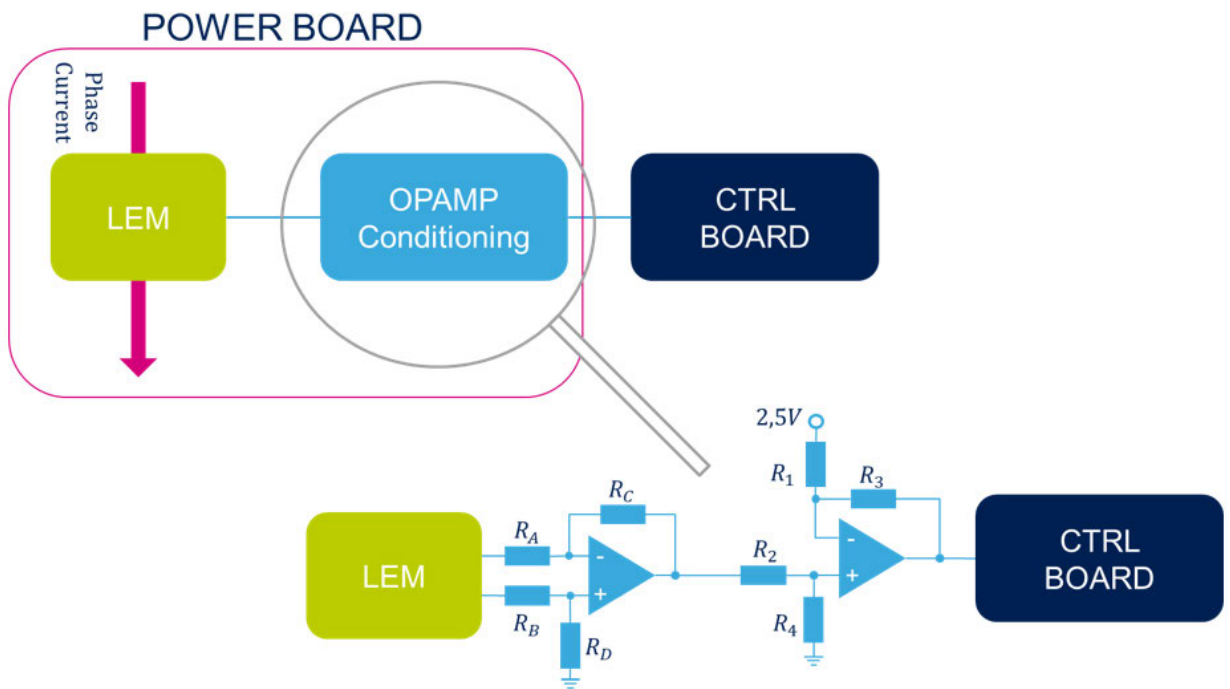 POWER BOARD
Phase
Current
LEM
OPAMP
Conditioning
CTRL
BOARD
2,5V
R1
R3
RC
RA
LEM
-
+
RB
RD
R2
-
+
R4
CTRL
BOARD